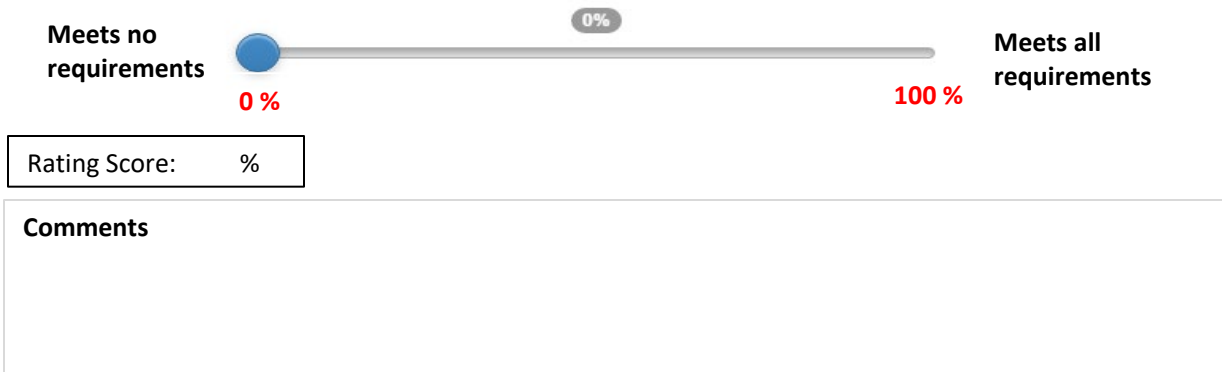 0%
Meets no
requirements
Meets all
requirements
0 %
100 %
Rating Score: %
Comments